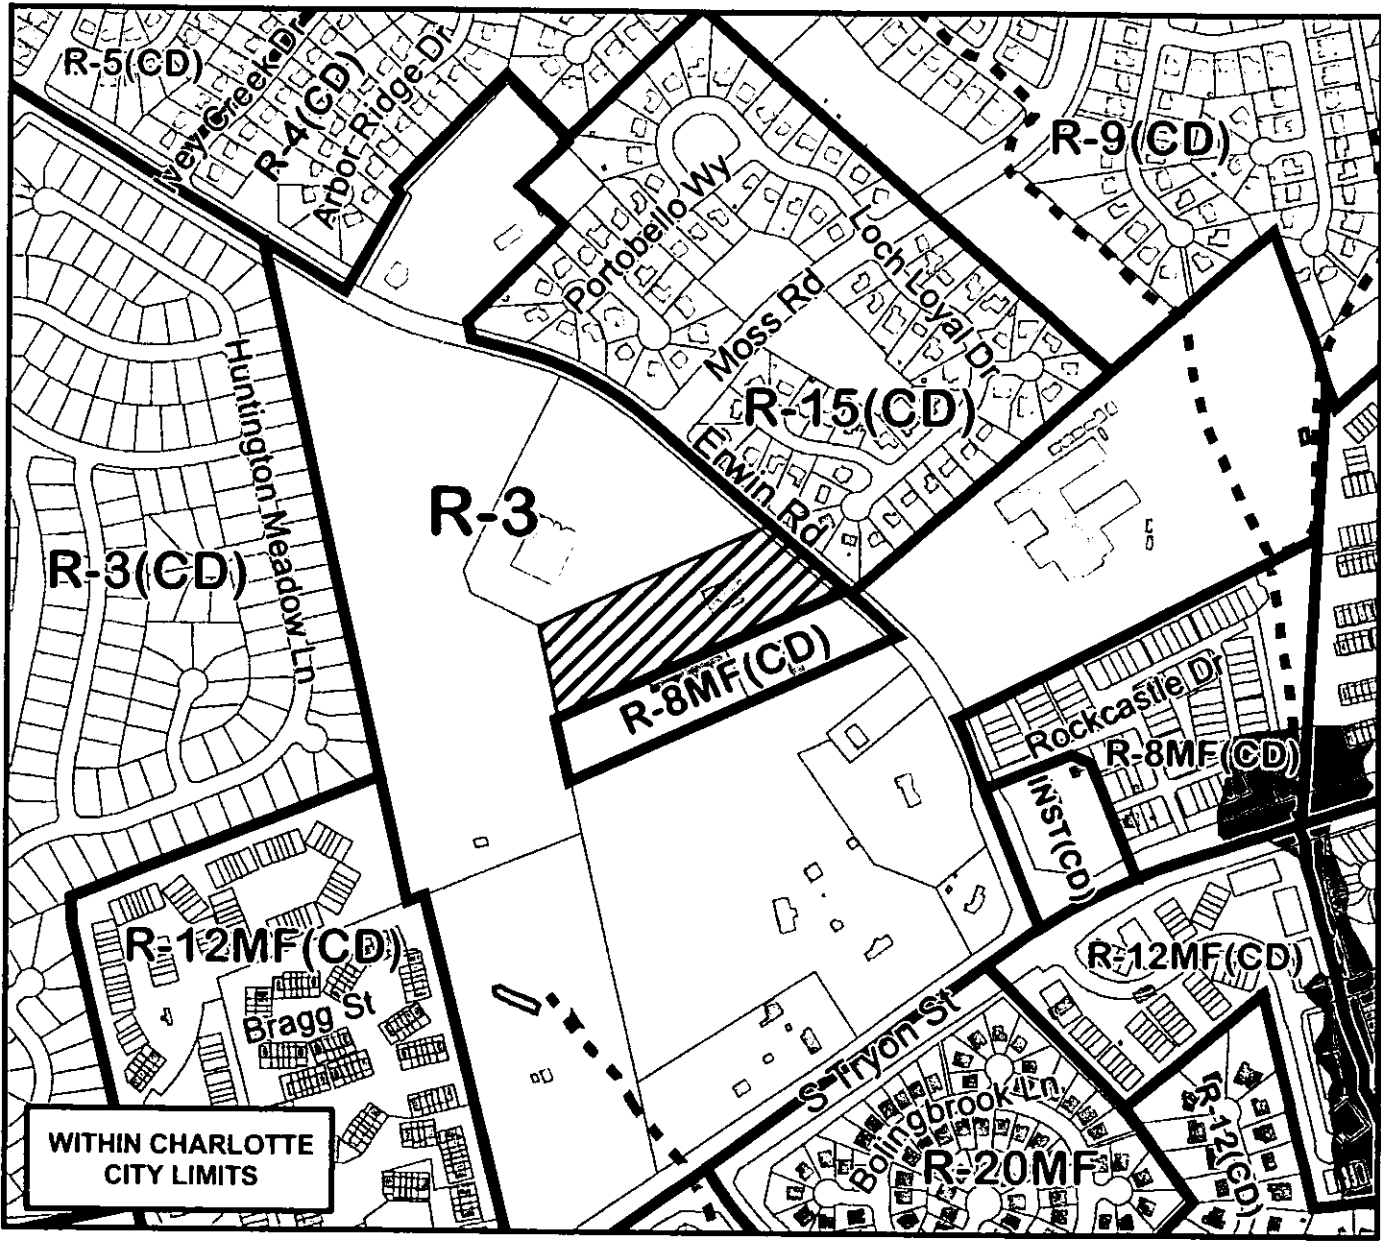 R-5(CD)
Ivey Creek Dr
R-4(CD)
Arbor Ridge Dr
R-9(CD)
Portobello Wy
Loch Loyal Dr
Moss Rd
R-15(CD)
Erwin Rd
Huntington Meadow Ln
R-3
R-3(CD)
R-8MF(CD)
Rockcastle Dr
R-8MF(CD)
INST(CD)
R-12MF(CD)
Bragg St
R-12MF(CD)
S Tryon St
Bolingbrook Ln
R-20MF
R-12(CD)
WITHIN CHARLOTTE
CITY LIMITS